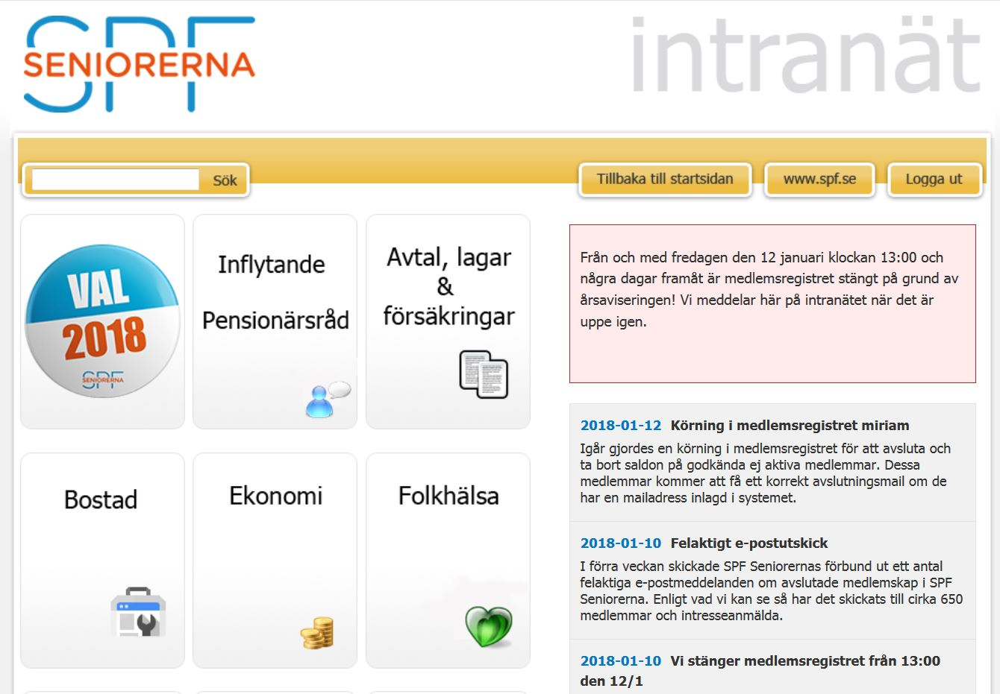 SPF
SENIORERNA
intranät
Sök
Tillbaka till startsidan
www.spf.se
Logga ut
VAL
2018
SPF
SENIORERNA
Inflytande
Pensionärsråd
Avtal, lagar
&
försäkringar
Bostad
Ekonomi
Folkhälsa
Från och med fredagen den 12 januari klockan 13:00 och
några dagar framåt är medlemsregistret stängt på grund av
årsaviseringen! Vi meddelar här på intranätet när det är
uppe igen.
2018-01-12 Körning i medlemsregistret miriam
Igår gjordes en körning i medlemsregistret för att avsluta och
ta bort saldon på godkända ej aktiva medlemmar. Dessa
medlemmar kommer att få ett korrekt avslutningsmail om de
har en mailadress inlagd i systemet.
2018-01-10 Felaktigt e-postutskick
I förra veckan skickade SPF Seniorernas förbund ut ett antal
felaktiga e-postmeddelanden om avslutade medlemskap i SPF
Seniorerna. Enligt vad vi kan se så har det skickats till cirka 650
medlemmar och intresseanmälda.
2018-01-10 Vi stänger medlemsregistret från 13:00
den 12/1